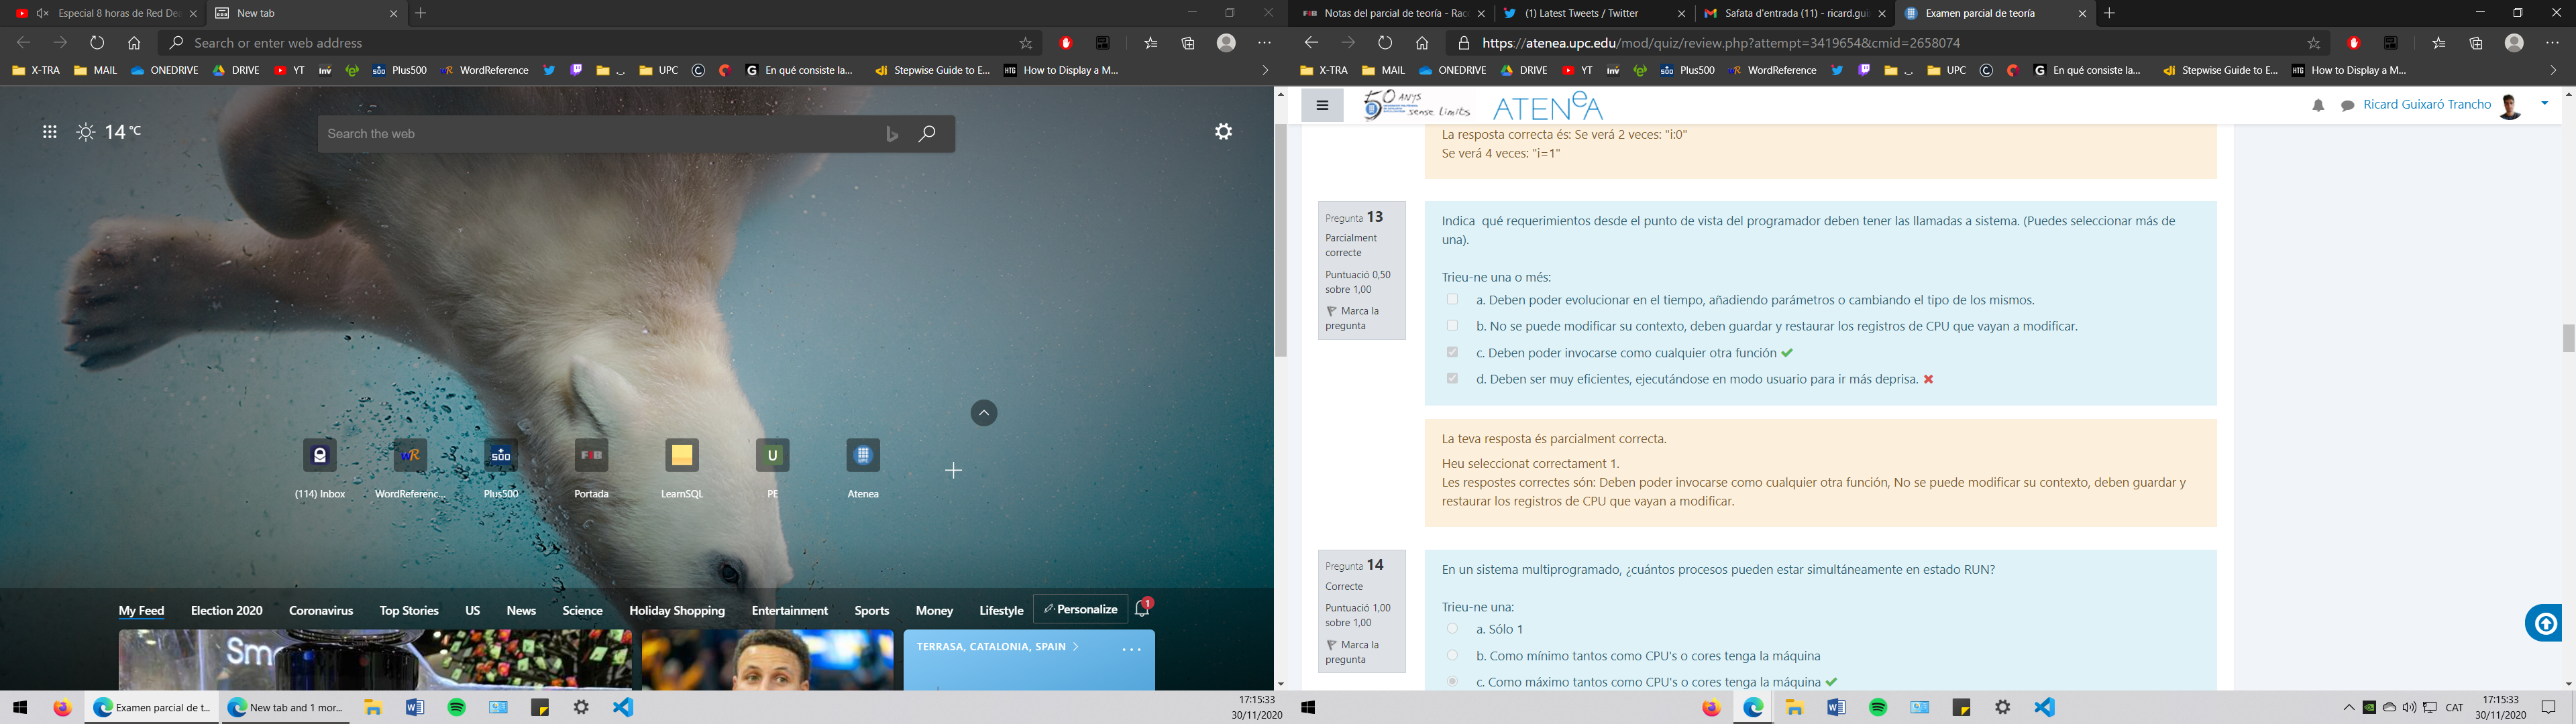 Especial 8 horas de Red Dea
New tab
Search or enter web address
X-TRA
MAIL
ONEDRIVE
DRIVE
YT
inv
Plus500
WordReference
UPC
En qué consiste la...
Stepwise Guide to E...
How to Display a M...
14 °C
Search the web
(114) Inbox
WordReferenc...
Plus500
Portada
LearnSQL
PE
Atenea
My Feed
Election 2020
Coronavirus
Top Stories
US
News
Science
Holiday Shopping
Entertainment
Sports
Money
Lifestyle
Personalize
1
TERRASA, CATALONIA, SPAIN
Examen parcial de t...
New tab and 1 mor...
17:15:33
30/11/2020
Notas del parcial de teoría - Raco
(1) Latest Tweets / Twitter
Safata d'entrada (11) - ricard.gui
Examen parcial de teoría
https://atenea.upc.edu/mod/quiz/review.php?attempt=3419654&cmid=2658074
X-TRA
MAIL
ONEDRIVE
DRIVE
YT
inv
Plus500
WordReference
UPC
En qué consiste la...
Stepwise Guide to E...
How to Display a M...
50 ANYS
sense límits
ATENeA
Ricard Guixaró Trancho
La resposta correcta és: Se verá 2 veces: "i:0"
Se verá 4 veces: "i=1"
Pregunta 13
Parcialment
correcte
Puntuació 0,50
sobre 1,00
Marca la
pregunta
Indica qué requerimientos desde el punto de vista del programador deben tener las llamadas a sistema. (Puedes seleccionar más de
una).
Trieu-ne una o més:
a. Deben poder evolucionar en el tiempo, añadiendo parámetros o cambiando el tipo de los mismos.
b. No se puede modificar su contexto, deben guardar y restaurar los registros de CPU que vayan a modificar.
c. Deben poder invocarse como cualquier otra función
d. Deben ser muy eficientes, ejecutándose en modo usuario para ir más deprisa.
La teva resposta és parcialment correcta.
Heu seleccionat correctament 1.
Les respostes correctes són: Deben poder invocarse como cualquier otra función, No se puede modificar su contexto, deben guardar y
restaurar los registros de CPU que vayan a modificar.
Pregunta 14
Correcte
Puntuació 1,00
sobre 1,00
Marca la
pregunta
En un sistema multiprogramado, ¿cuántos procesos pueden estar simultáneamente en estado RUN?
Trieu-ne una:
a. Sólo 1
b. Como mínimo tantos como CPU's o cores tenga la máquina
c. Como máximo tantos como CPU's o cores tenga la máquina
CAT
17:15:33
30/11/2020